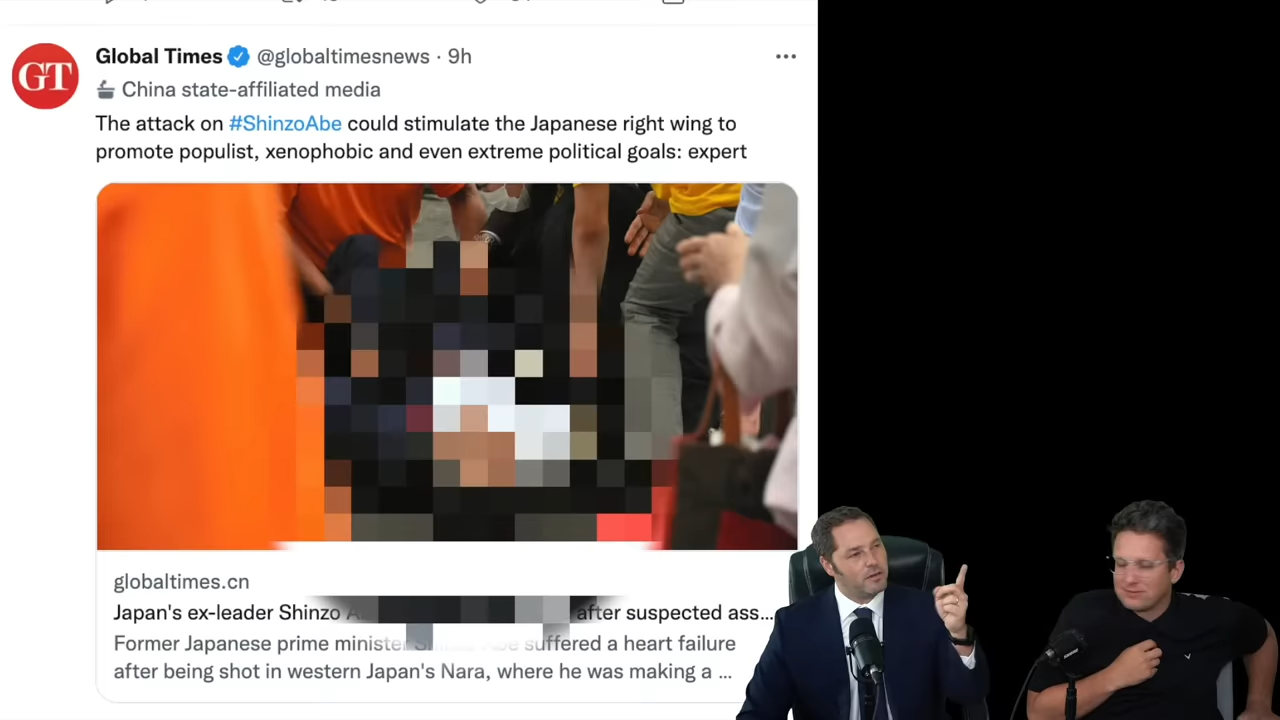 GT
Global Times @globaltimesnews · 9h
China state-affiliated media
The attack on #ShinzoAbe could stimulate the Japanese right wing to
promote populist, xenophobic and even extreme political goals: expert
globaltimes.cn
Japan's ex-leader Shinzo after suspected ass...
Former Japanese prime minister suffered a heart failure
after being shot in western Japan's Nara, where he was making a ...